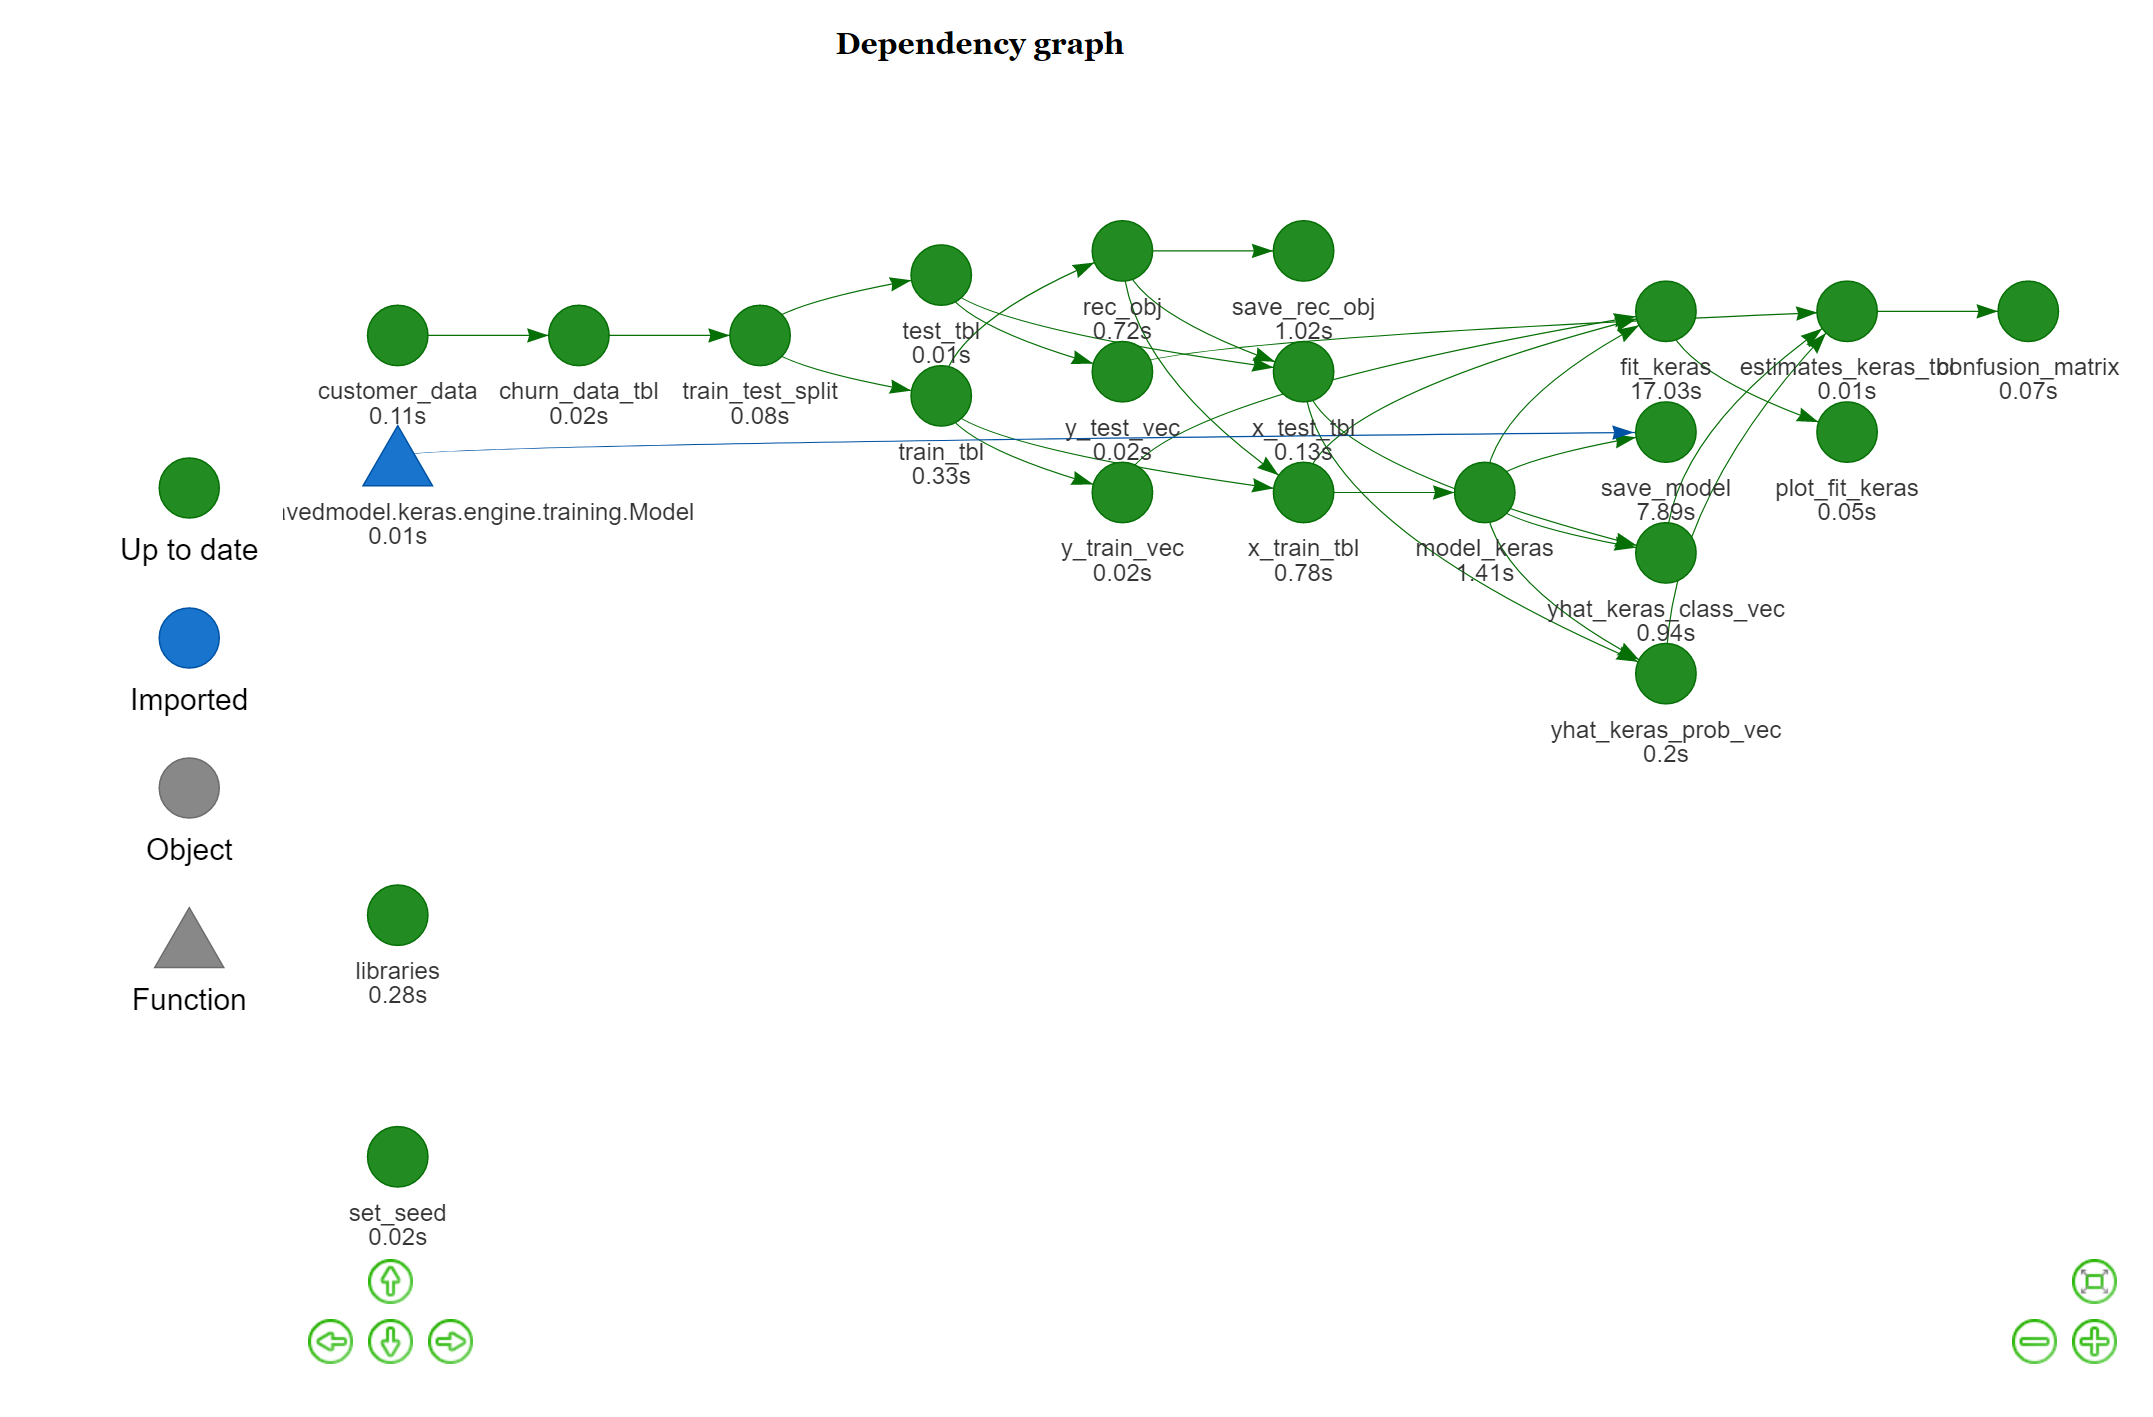 Dependency graph
Up to date
Imported
Object
Function
customer_data
0.11s
churn_data_tbl
0.02s
train_test_split
0.08s
avedmodel.keras.engine.training.Model
0.01s
test_tbl
0.01s
train_tbl
0.33s
rec_obj
0.72s
save_rec_obj
1.02s
y_test_vec
0.02s
x_test_tbl
0.13s
y_train_vec
0.02s
x_train_tbl
0.78s
model_keras
1.41s
fit_keras
17.03s
estimates_keras_tbl
0.01s
confusion_matrix
0.07s
save_model
7.89s
plot_fit_keras
0.05s
yhat_keras_class_vec
0.94s
yhat_keras_prob_vec
0.2s
libraries
0.28s
set_seed
0.02s